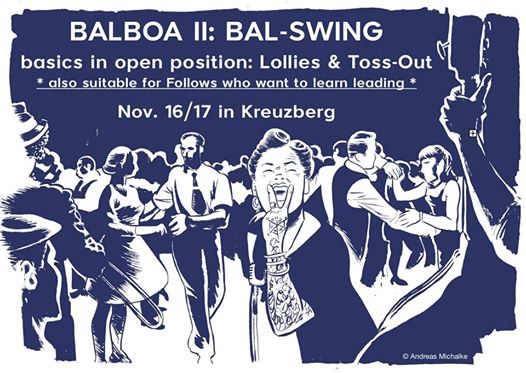 BALBOA II: BAL-SWING
basics in open position: Lollies & Toss-Out
* also suitable for Follows who want to learn leading *
Nov. 16/17 in Kreuzberg
© Andreas Michalke